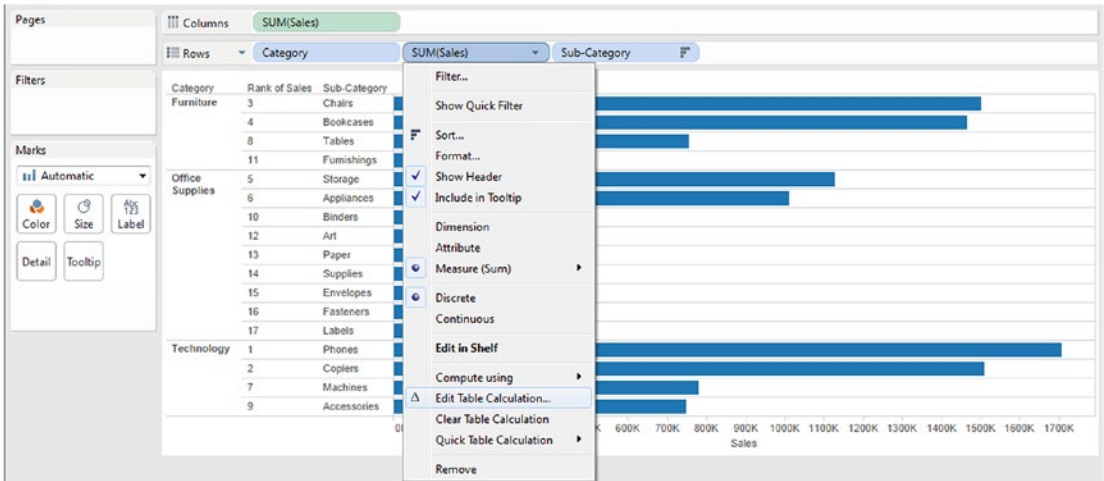 Pages
Columns SUM(Sales)
Rows Category SUM(Sales) Sub-Category
Filters
Marks
Automatic
Color Size Abc 123 Label
Detail Tooltip
Category Rank of Sales Sub-Category
Furniture 3 Chairs
4 Bookcases
8 Tables
11 Furnishings
Office Supplies 5 Storage
6 Appliances
10 Binders
12 Art
13 Paper
14 Supplies
15 Envelopes
16 Fasteners
17 Labels
Technology 1 Phones
2 Copiers
7 Machines
9 Accessories
Filter...
Show Quick Filter
Sort...
Format...
Show Header
Include in Tooltip
Dimension
Attribute
Measure (Sum)
Discrete
Continuous
Edit in Shelf
Compute using
Edit Table Calculation...
Clear Table Calculation
Quick Table Calculation
Remove
600K 700K 800K 900K 1000K 1100K 1200K 1300K 1400K 1500K 1600K 1700K
Sales